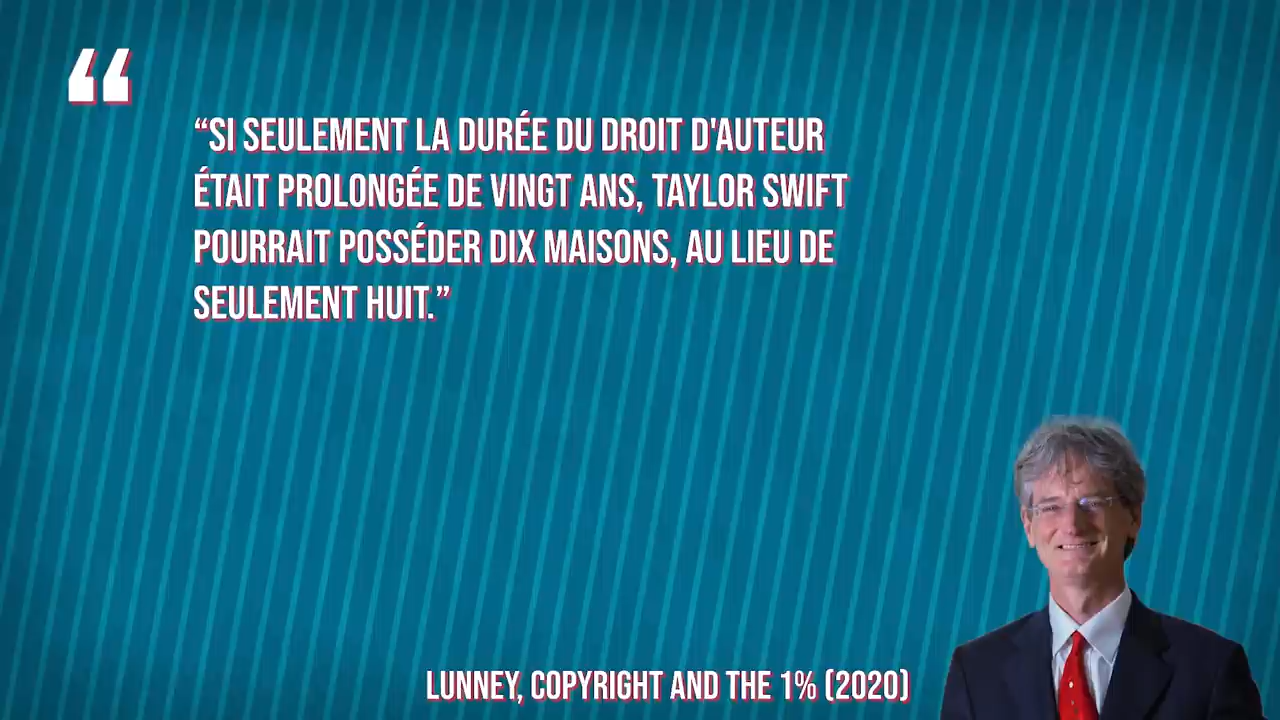 “
“SI SEULEMENT LA DURÉE DU DROIT D'AUTEUR
ÉTAIT PROLONGÉE DE VINGT ANS, TAYLOR SWIFT
POURRAIT POSSÉDER DIX MAISONS, AU LIEU DE
SEULEMENT HUIT.”
LUNNEY, COPYRIGHT AND THE 1% (2020)